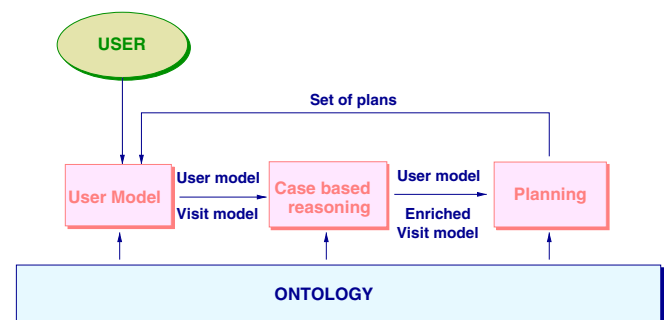 USER
Set of plans
User Model
User model
Visit model
Case based
reasoning
User model
Enriched
Visit model
Planning
ONTOLOGY